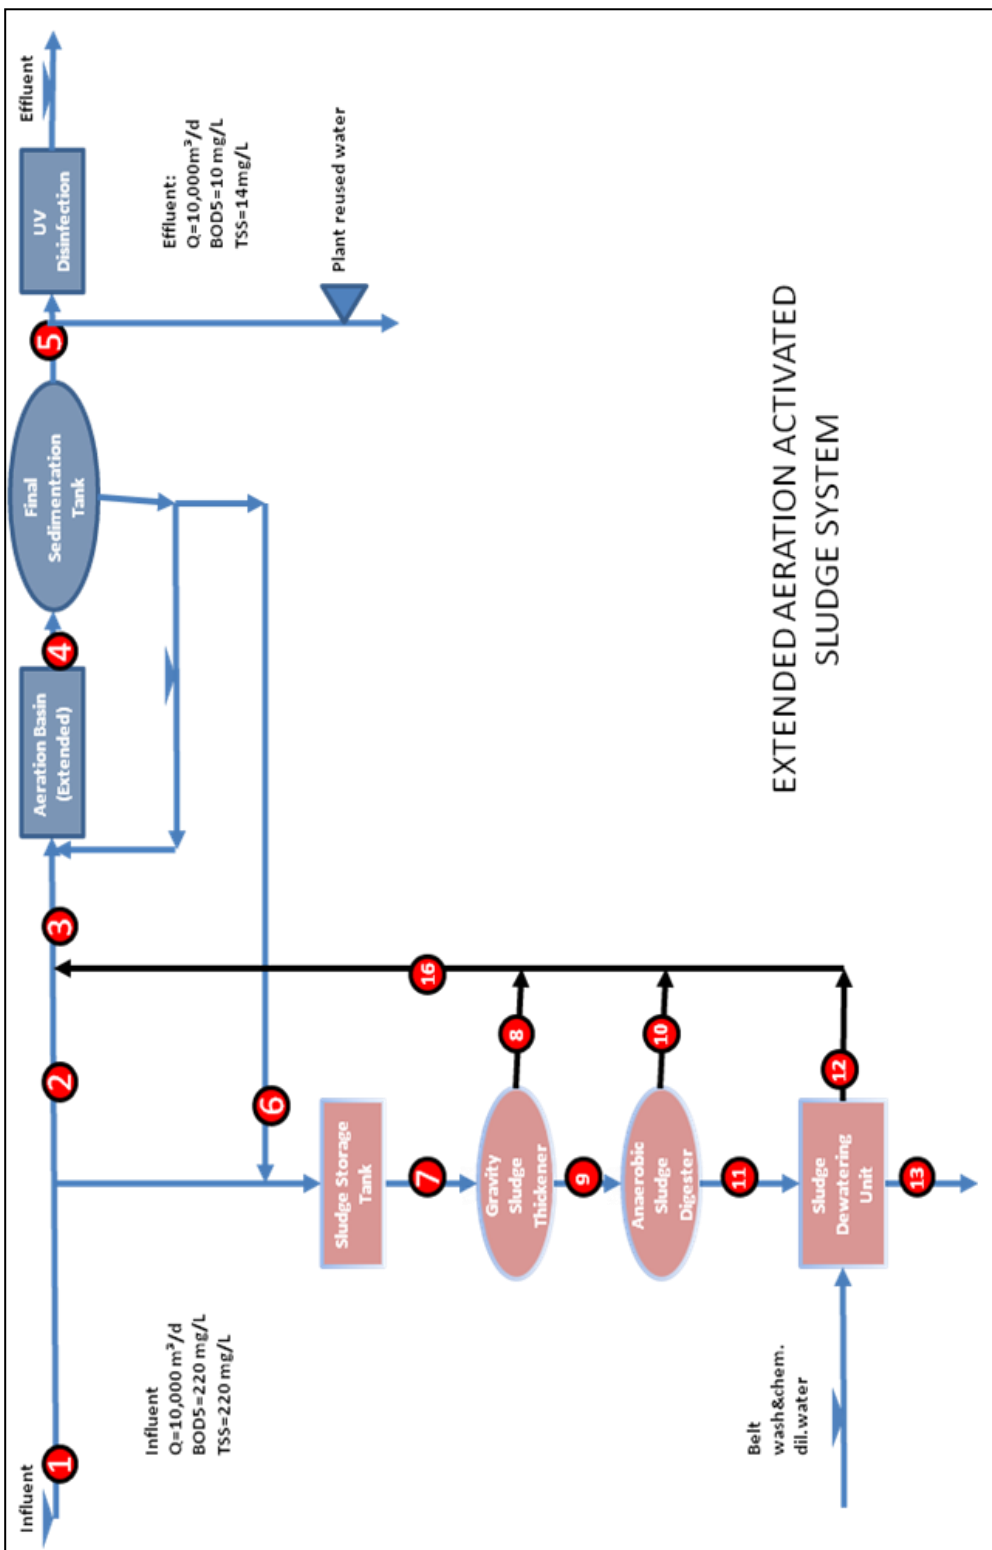 Influent
1
2
3
Aeration Basin
(Extended)
4
Final
Sedimentation
Tank
5
UV
Disinfection
Effluent
Influent
Q=10,000 m³/d
BOD5=220 mg/L
TSS=220 mg/L
Effluent:
Q=10,000m³/d
BOD5=10 mg/L
TSS=14mg/L
Plant reused water
6
Sludge Storage
Tank
7
16
Gravity
Sludge
Thickener
8
9
Anaerobic
Sludge
Digester
10
11
Belt
wash&chem.
dil.water
Sludge
Dewatering
Unit
12
13
EXTENDED AERATION ACTIVATED
SLUDGE SYSTEM